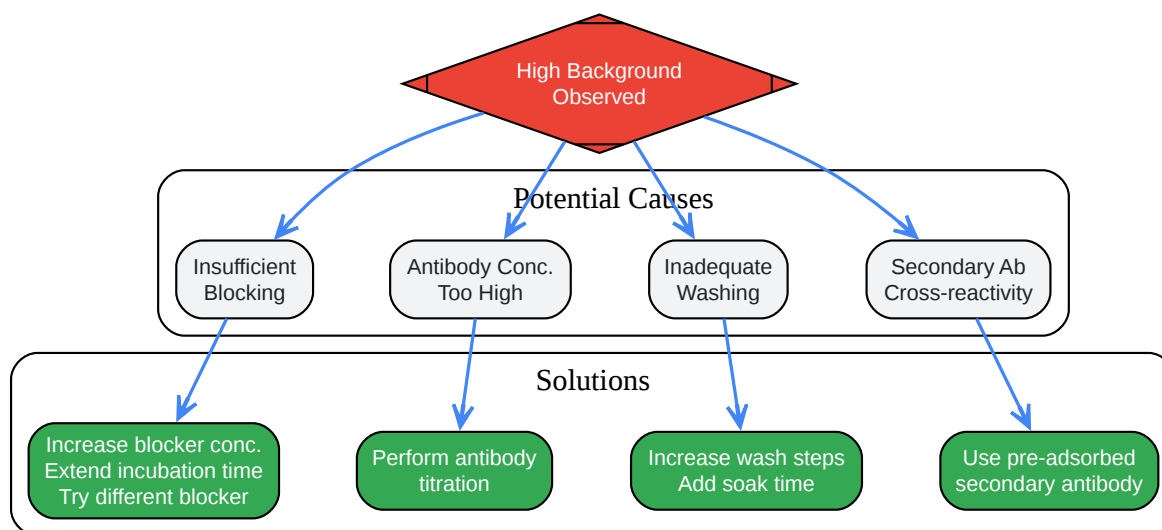 High Background
Observed
Potential Causes
Insufficient
Blocking
Antibody Conc.
Too High
Inadequate
Washing
Secondary Ab
Cross-reactivity
Solutions
Increase blocker conc.
Extend incubation time
Try different blocker
Perform antibody
titration
Increase wash steps
Add soak time
Use pre-adsorbed
secondary antibody